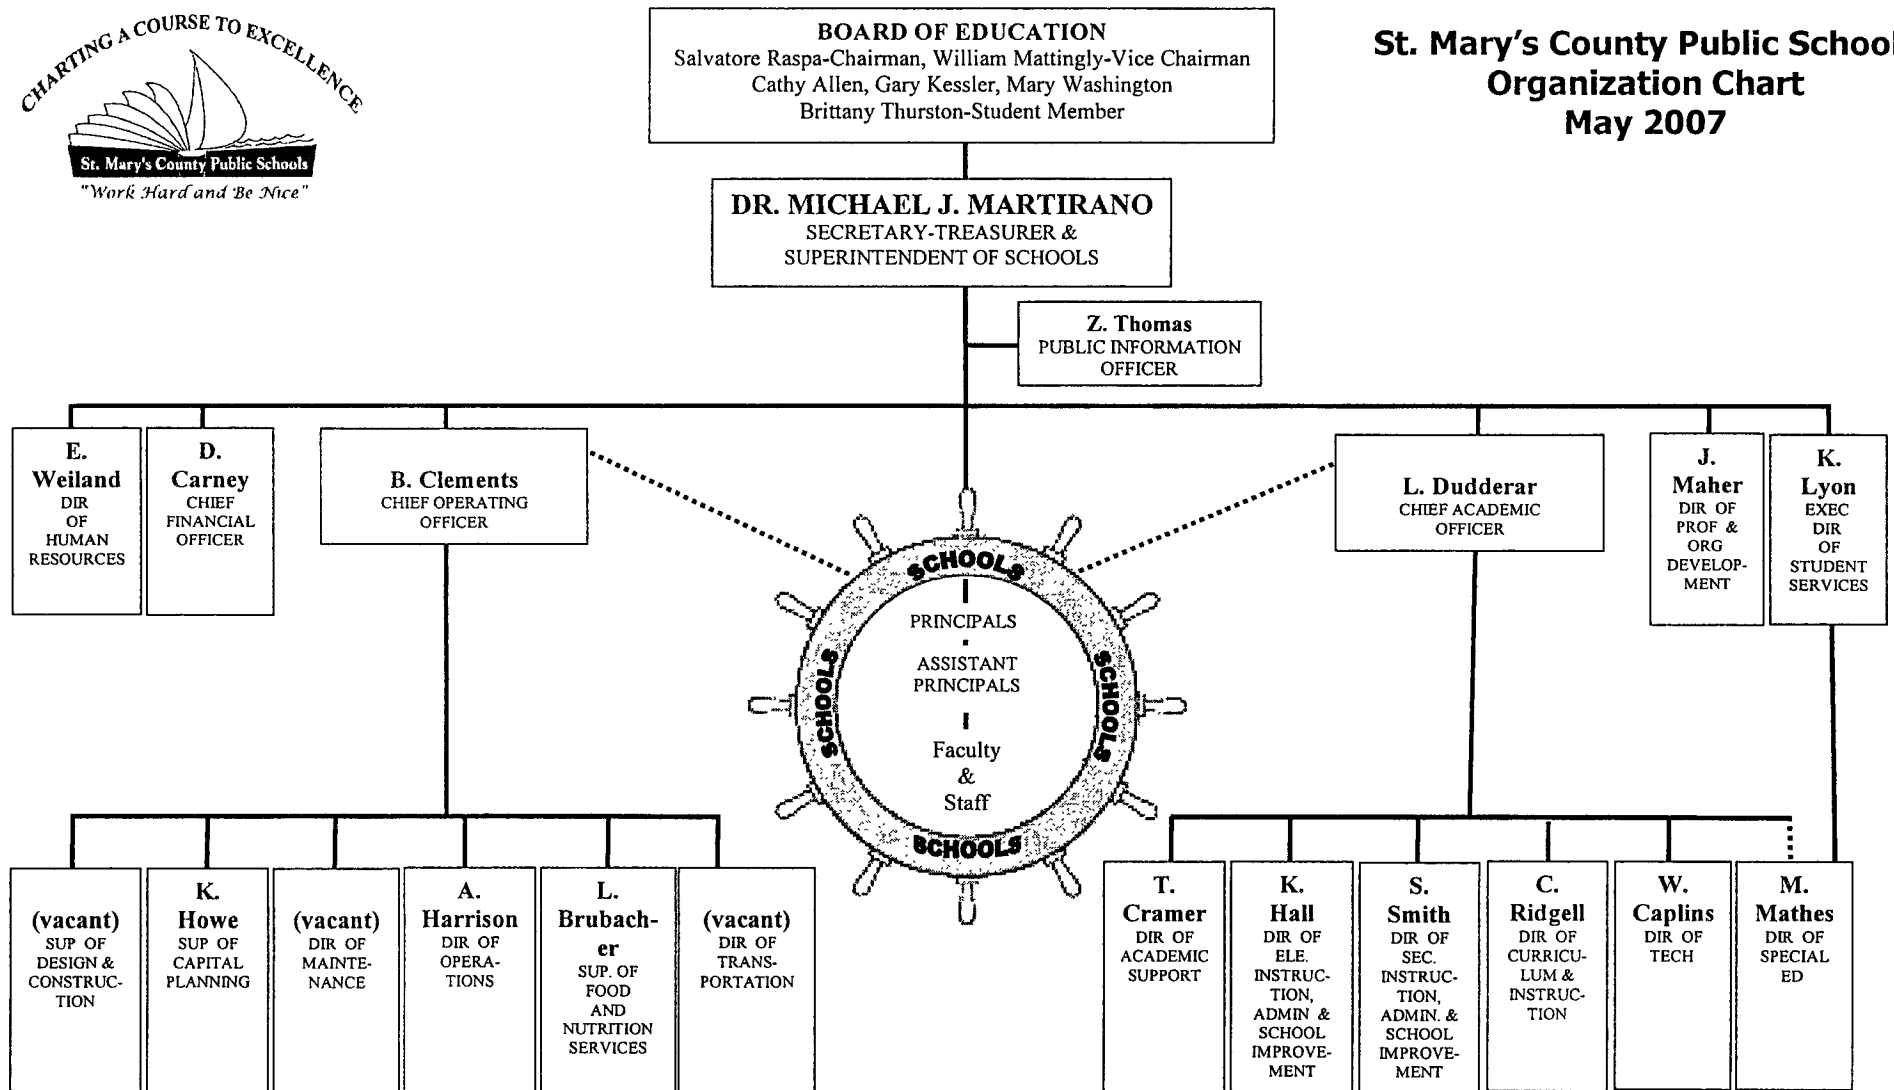 CHARTING A COURSE TO EXCELLENCE
St. Mary's County Public Schools
"Work Hard and Be Nice"
BOARD OF EDUCATION
Salvatore Raspa-Chairman, William Mattingly-Vice Chairman
Cathy Allen, Gary Kessler, Mary Washington
Brittany Thurston-Student Member
St. Mary's County Public School
Organization Chart
May 2007
DR. MICHAEL J. MARTIRANO
SECRETARY-TREASURER &
SUPERINTENDENT OF SCHOOLS
Z. Thomas
PUBLIC INFORMATION
OFFICER
E.
Weiland
DIR
OF
HUMAN
RESOURCES
D.
Carney
CHIEF
FINANCIAL
OFFICER
B. Clements
CHIEF OPERATING
OFFICER
L. Dudderar
CHIEF ACADEMIC
OFFICER
J.
Maher
DIR OF
PROF &
ORG
DEVELOP-
MENT
K.
Lyon
EXEC
DIR
OF
STUDENT
SERVICES
SCHOOLS
SCHOOLS
SCHOOLS
SCHOOLS
PRINCIPALS
ASSISTANT
PRINCIPALS
Faculty
&
Staff
(vacant)
SUP OF
DESIGN &
CONSTRUC-
TION
K.
Howe
SUP OF
CAPITAL
PLANNING
(vacant)
DIR OF
MAINTE-
NANCE
A.
Harrison
DIR OF
OPERA-
TIONS
L.
Brubach-
er
SUP. OF
FOOD
AND
NUTRITION
SERVICES
(vacant)
DIR OF
TRANS-
PORTATION
T.
Cramer
DIR OF
ACADEMIC
SUPPORT
K.
Hall
DIR OF
ELE.
INSTRUC-
TION,
ADMIN &
SCHOOL
IMPROVE-
MENT
S.
Smith
DIR OF
SEC.
INSTRUC-
TION,
ADMIN. &
SCHOOL
IMPROVE-
MENT
C.
Ridgell
DIR OF
CURRICU-
LUM &
INSTRUC-
TION
W.
Caplins
DIR OF
TECH
M.
Mathes
DIR OF
SPECIAL
ED